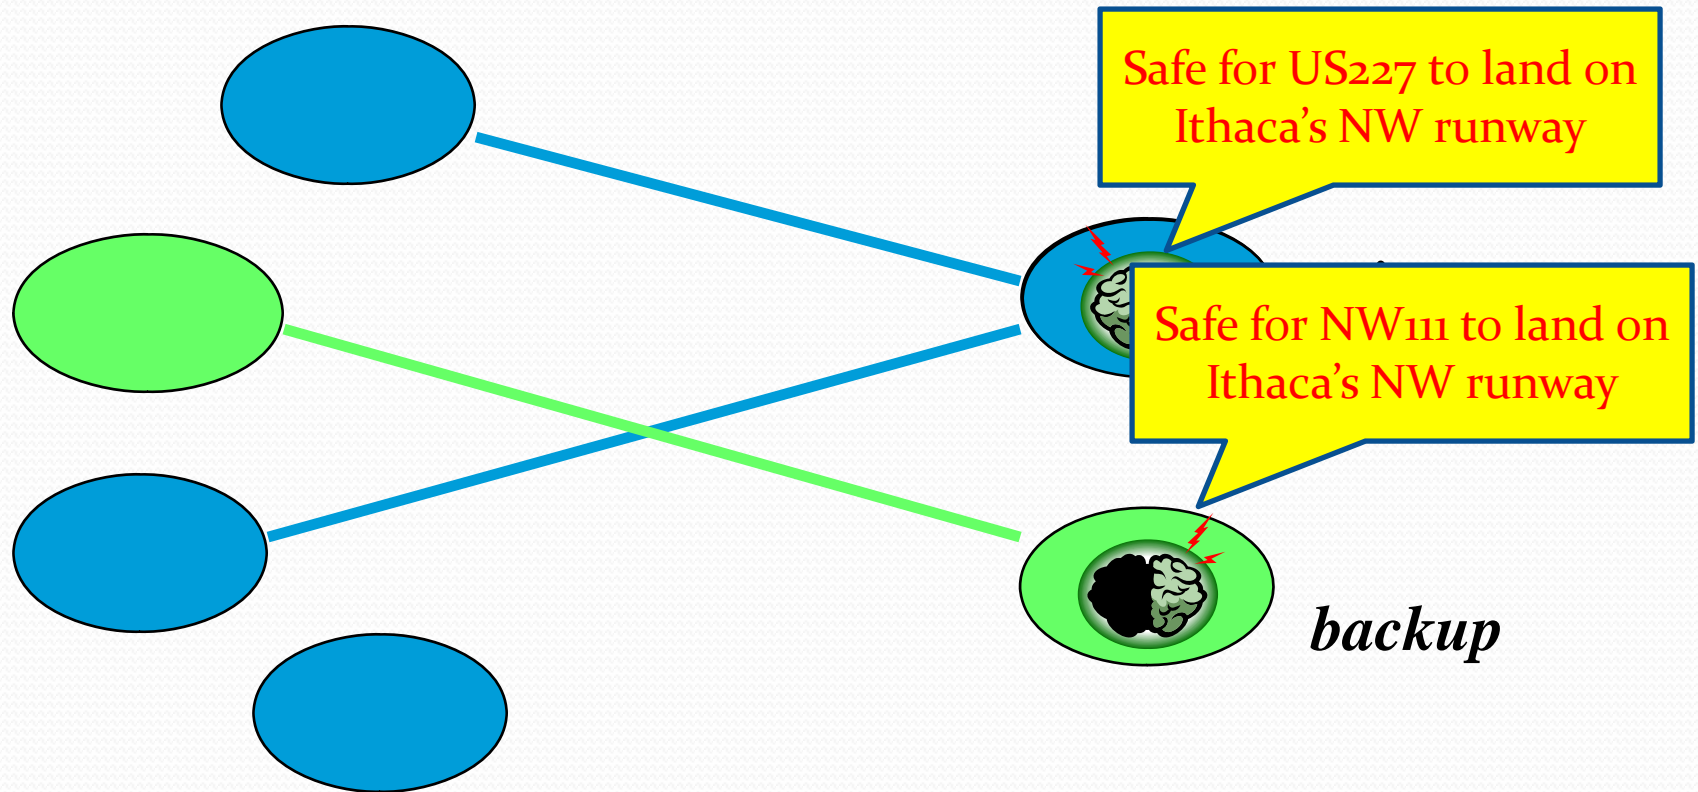 Safe for US227 to land on
Ithaca’s NW runway
Safe for NW111 to land on
Ithaca’s NW runway
backup